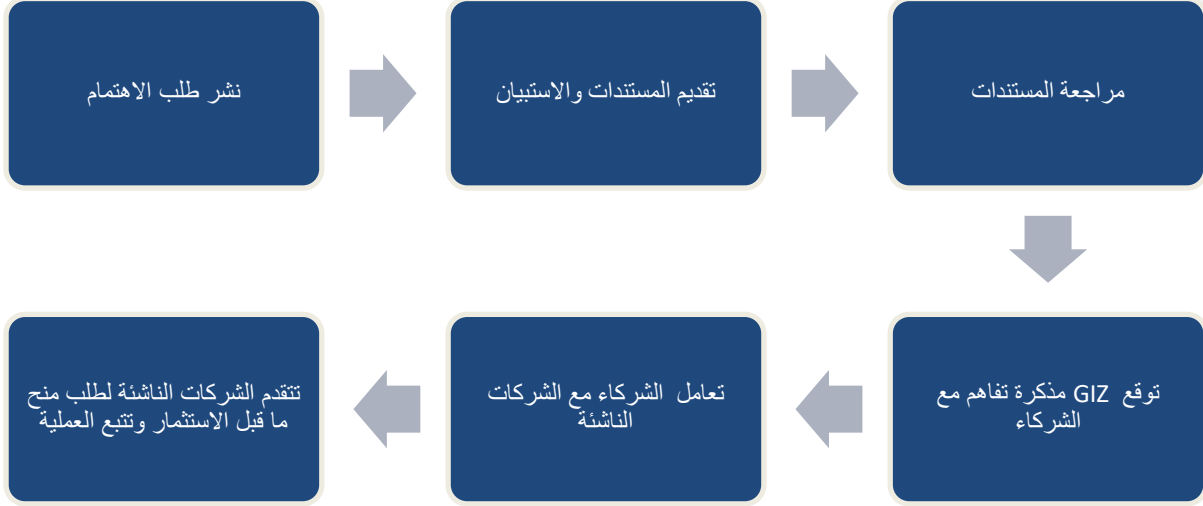 نشر طلب الاهتمام
تقديم المستندات والاستبيان
مراجعة المستندات
توقع GIZ مذكرة تفاهم مع
الشركاء
تعامل الشركاء مع الشركات
الناشئة
تتقدم الشركات الناشئة لطلب منح
ما قبل الاستثمار وتتبع العملية